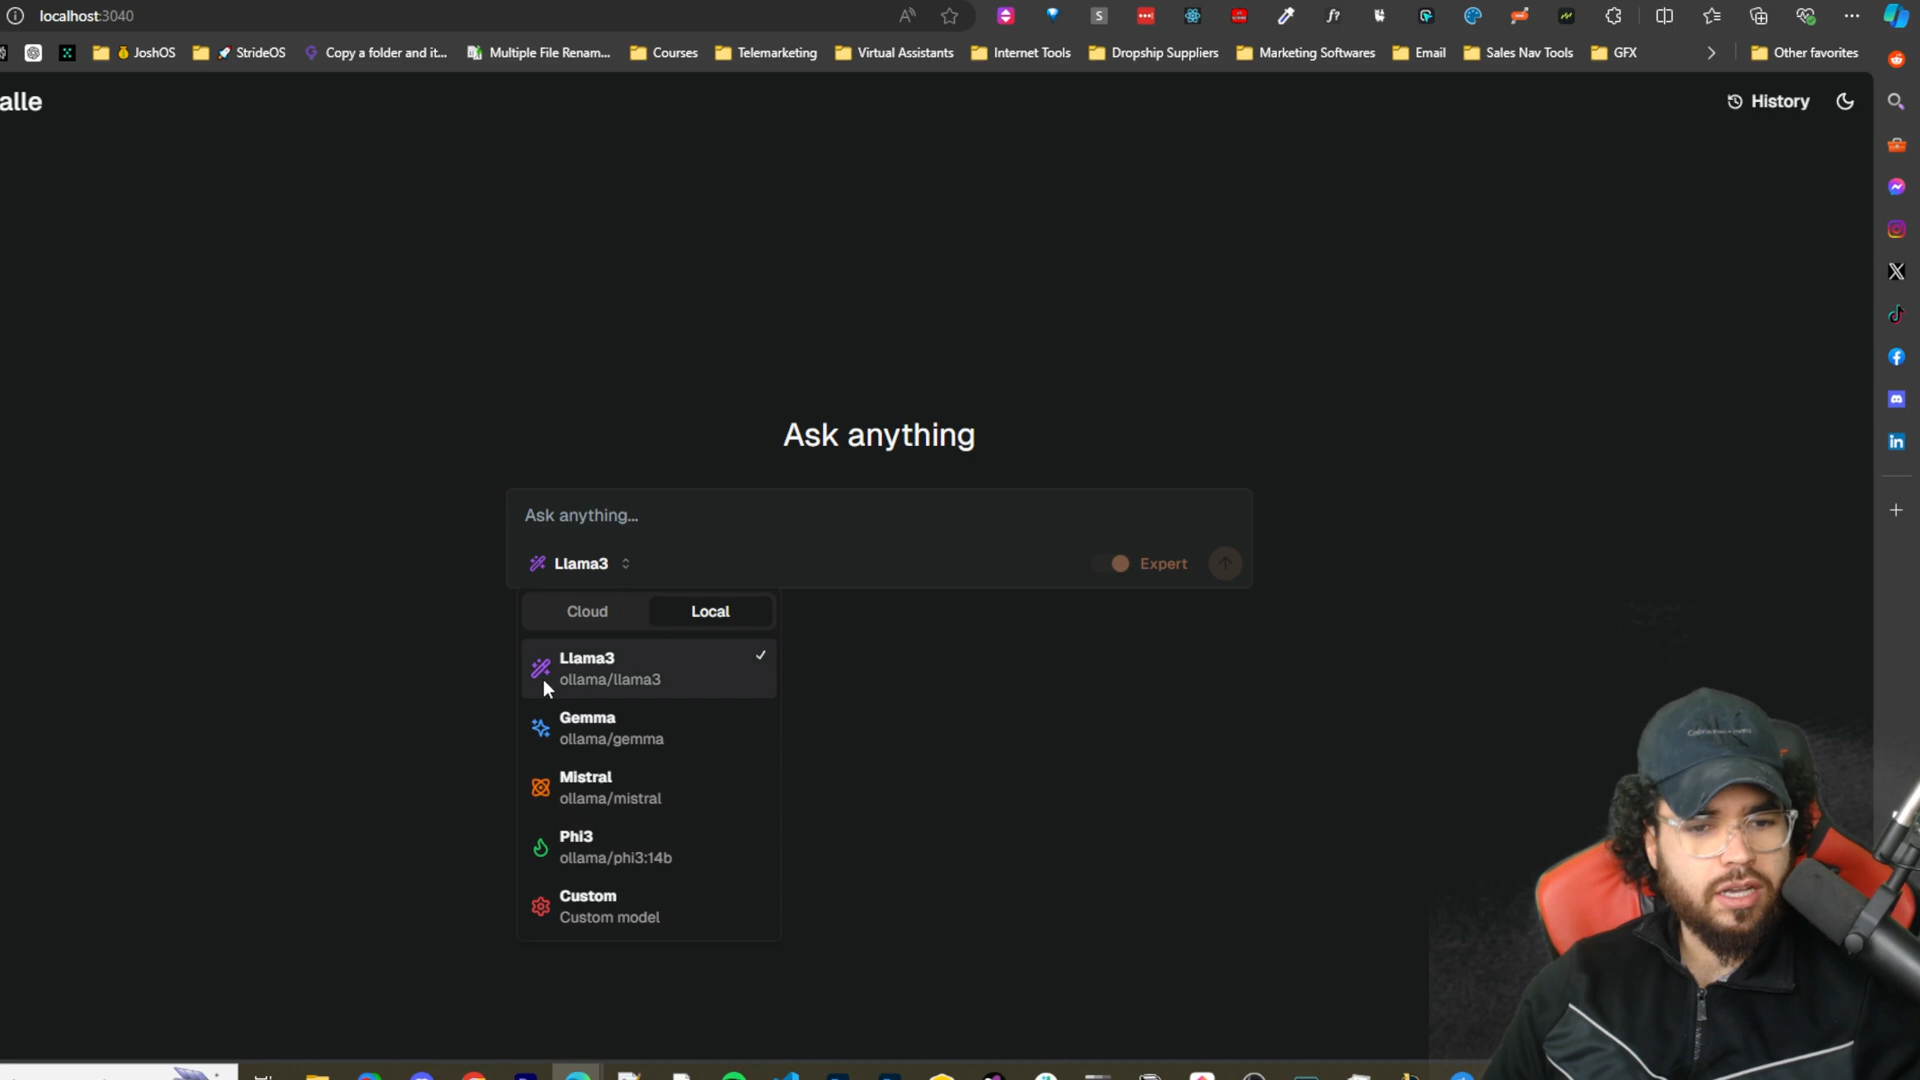 localhost:3040
JoshOS
StrideOS
Copy a folder and it...
Multiple File Renam...
Courses
Telemarketing
Virtual Assistants
Internet Tools
Dropship Suppliers
Marketing Softwares
Email
Sales Nav Tools
GFX
Other favorites
alle
History
Ask anything
Ask anything...
Llama3
Expert
Cloud
Local
Llama3
ollama/llama3
Gemma
ollama/gemma
Mistral
ollama/mistral
Phi3
ollama/phi3:14b
Custom
Custom model